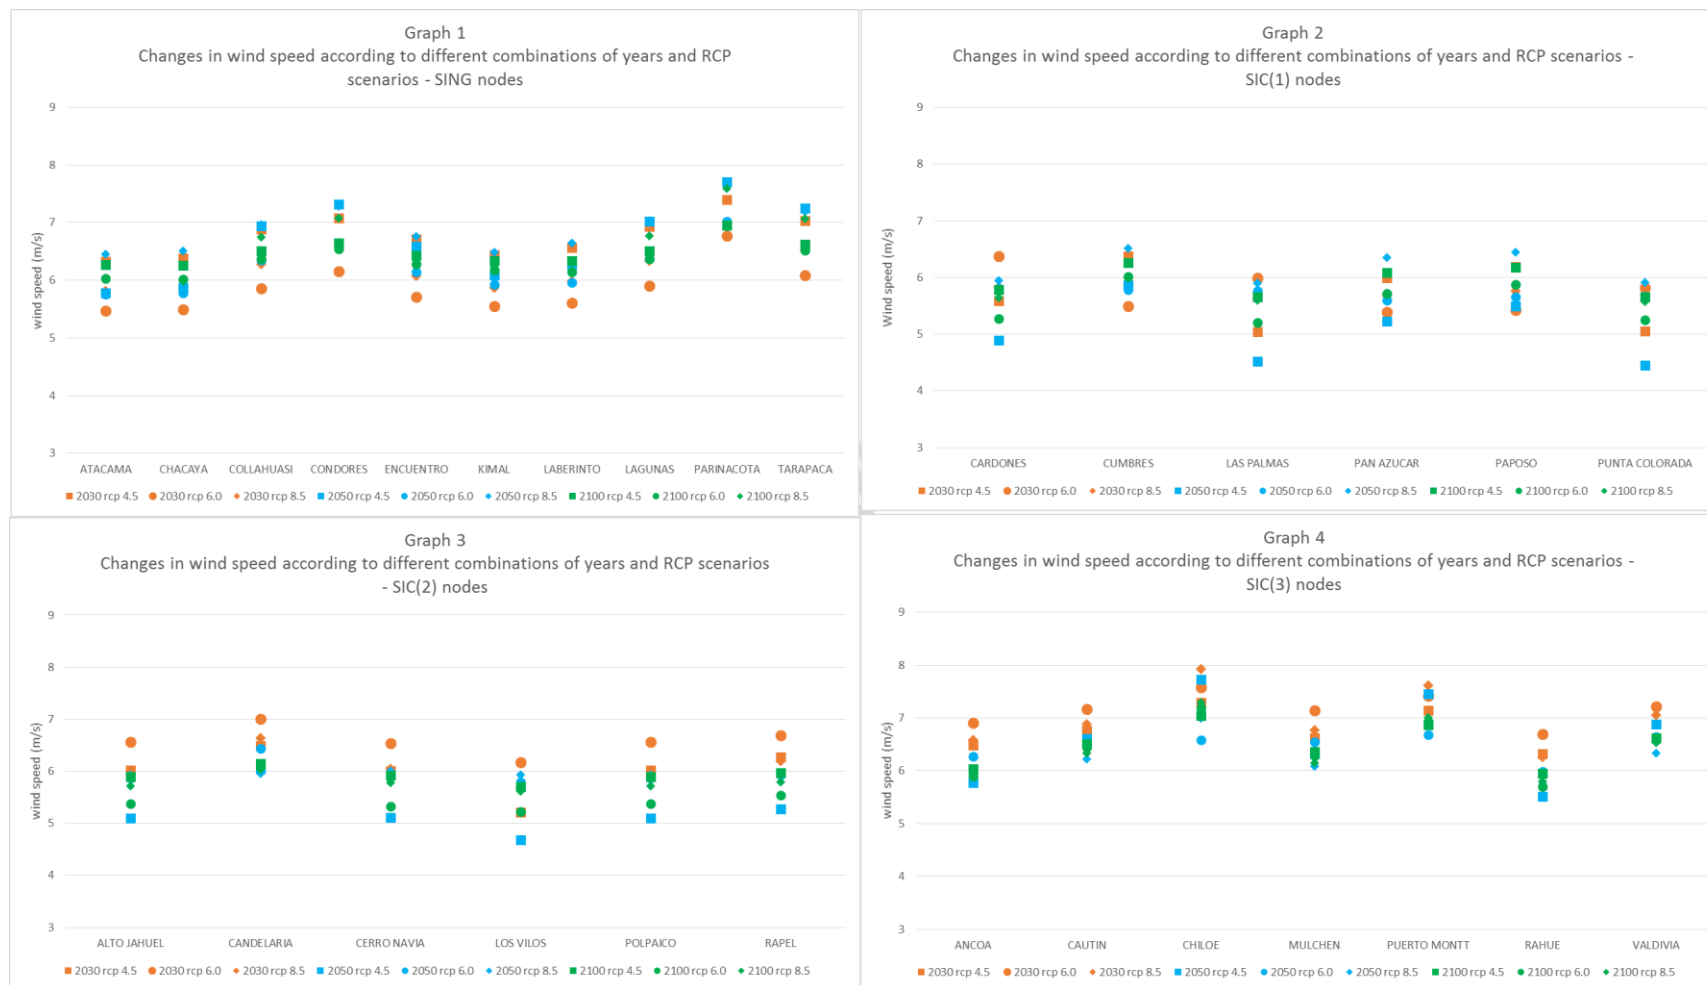 Graph 1
Changes in wind speed according to different combinations of years and RCP
scenarios - SING nodes
9
8
7
6
5
4
3
wind speed (m/s)
ATACAMA CHACAYA COLLAHUASI CONDORES ENCUENTRO KIMAL LABERINTO LAGUNAS PARINACOTA TARAPACA
2030 rcp 4.5 2030 rcp 6.0 2030 rcp 8.5 2050 rcp 4.5 2050 rcp 6.0 2050 rcp 8.5 2100 rcp 4.5 2100 rcp 6.0 2100 rcp 8.5
Graph 2
Changes in wind speed according to different combinations of years and RCP scenarios -
SIC(1) nodes
9
8
7
6
5
4
3
Wind speed (m/s)
CARDONES CUMBRES LAS PALMAS PAN AZUCAR PAPOSO PUNTA COLORADA
2030 rcp 4.5 2030 rcp 6.0 2030 rcp 8.5 2050 rcp 4.5 2050 rcp 6.0 2050 rcp 8.5 2100 rcp 4.5 2100 rcp 6.0 2100 rcp 8.5
Graph 3
Changes in wind speed according to different combinations of years and RCP scenarios
- SIC(2) nodes
9
8
7
6
5
4
3
wind speed (m/s)
ALTO JAHUEL CANDELARIA CERRO NAVIA LOS VILOS POLPAICO RAPEL
2030 rcp 4.5 2030 rcp 6.0 2030 rcp 8.5 2050 rcp 4.5 2050 rcp 6.0 2050 rcp 8.5 2100 rcp 4.5 2100 rcp 6.0 2100 rcp 8.5
Graph 4
Changes in wind speed according to different combinations of years and RCP scenarios -
SIC(3) nodes
9
8
7
6
5
4
3
wind speed (m/s)
ANCOA CAUTIN CHILOE MULCHEN PUERTO MONTT RAHUE VALDIVIA
2030 rcp 4.5 2030 rcp 6.0 2030 rcp 8.5 2050 rcp 4.5 2050 rcp 6.0 2050 rcp 8.5 2100 rcp 4.5 2100 rcp 6.0 2100 rcp 8.5